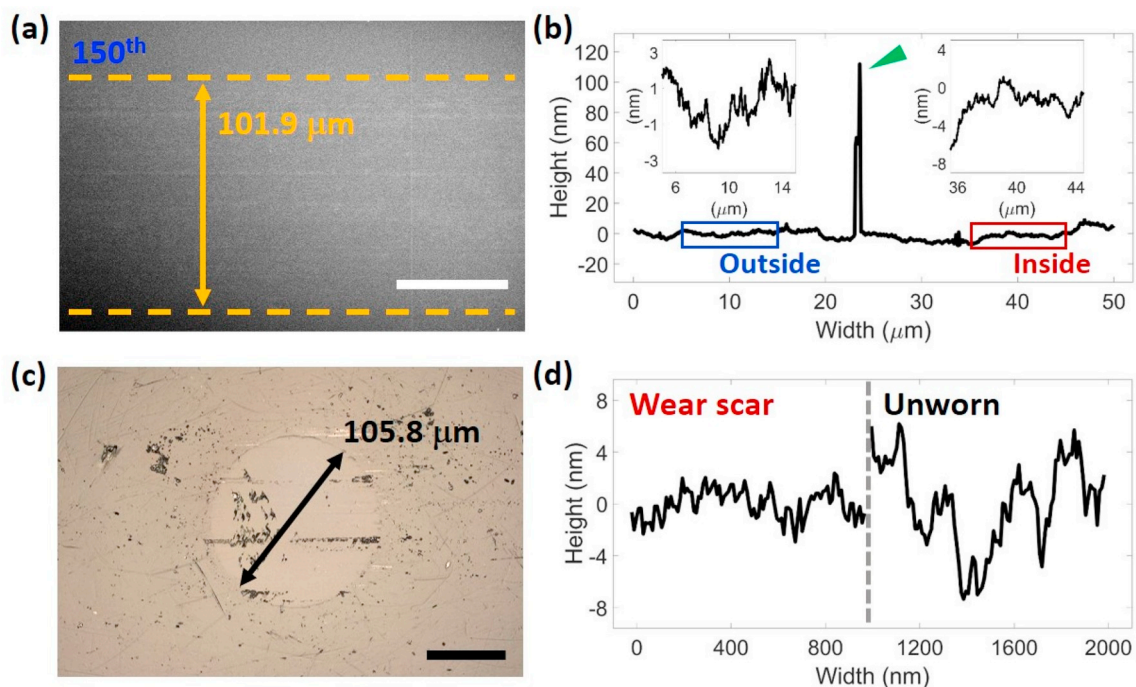 (a)
150th
101.9 μm
(b)
Height (nm)
120
100
80
60
40
20
0
-20
0 10 20 30 40 50
Width (μm)
(nm)
3
1
-1
-3
6 10 14
(μm)
(nm)
0
-4
-8
36 40 44
(μm)
Outside
Inside
(c)
105.8 μm
(d)
Height (nm)
8
4
0
-4
-8
Wear scar
Unworn
0 400 800 1200 1600 2000
Width (nm)